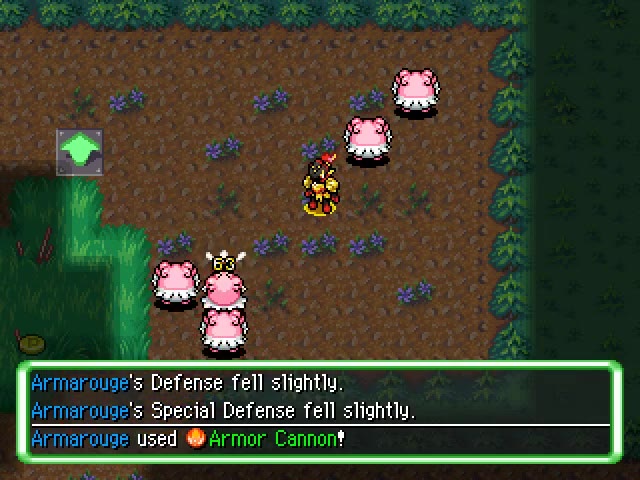 63
Armarouge's Defense fell slightly.
Armarouge's Special Defense fell slightly.
Armarouge used Armor Cannon!